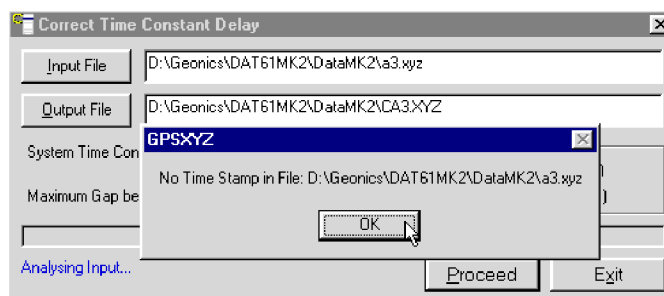 Correct Time Constant Delay
Input File
D:\Geonics\DAT61MK2\DataMK2\a3.xyz
Output File
D:\Geonics\DAT61MK2\DataMK2\CA3.XYZ
GPSXYZ
System Time Con
No Time Stamp in File: D:\Geonics\DAT61MK2\DataMK2\a3.xyz
Maximum Gap be
OK
Analysing Input...
Proceed
Exit